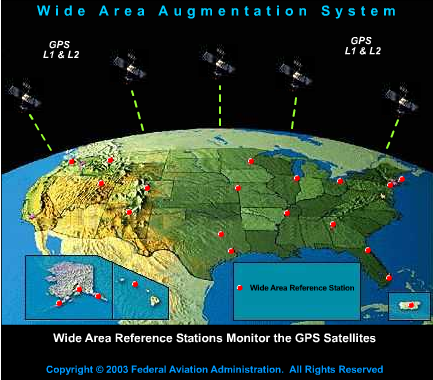 Wide Area Augmentation System
GPS
L1 & L2
GPS
L1 & L2
Wide Area Reference Station
Wide Area Reference Stations Monitor the GPS Satellites
Copyright © 2003 Federal Aviation Administration. All Rights Reserved